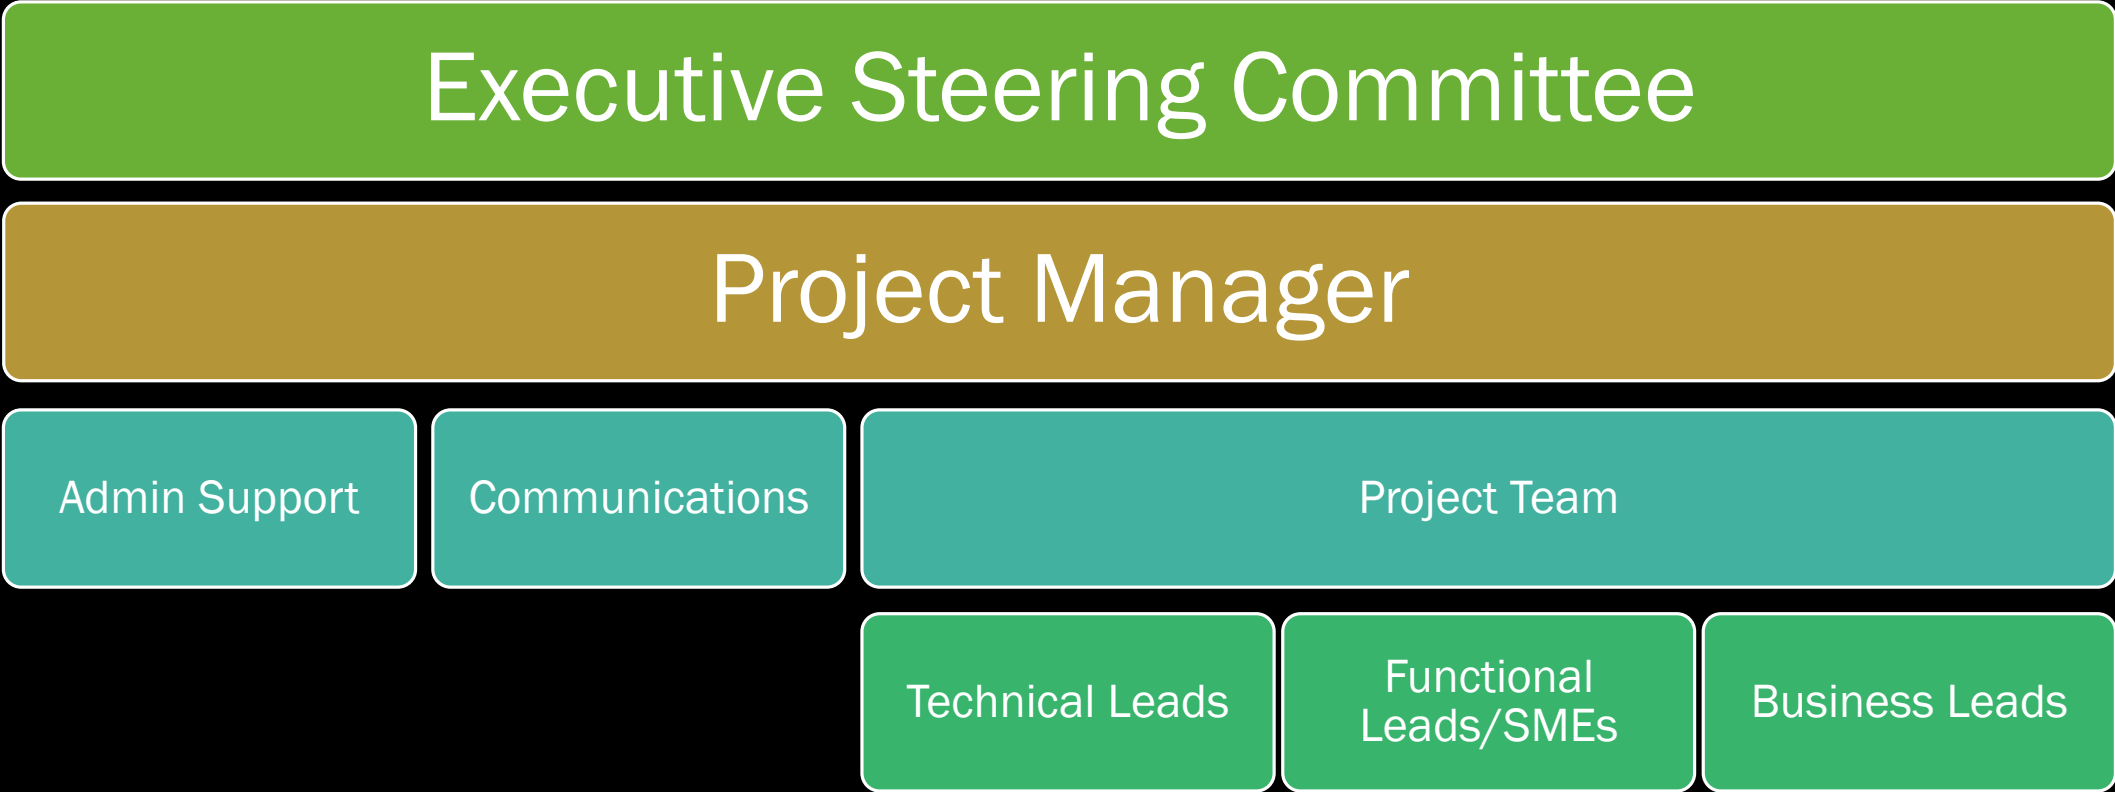 Executive Steering Committee
Project Manager
Admin Support
Communications
Project Team
Technical Leads
Functional
Leads/SMEs
Business Leads